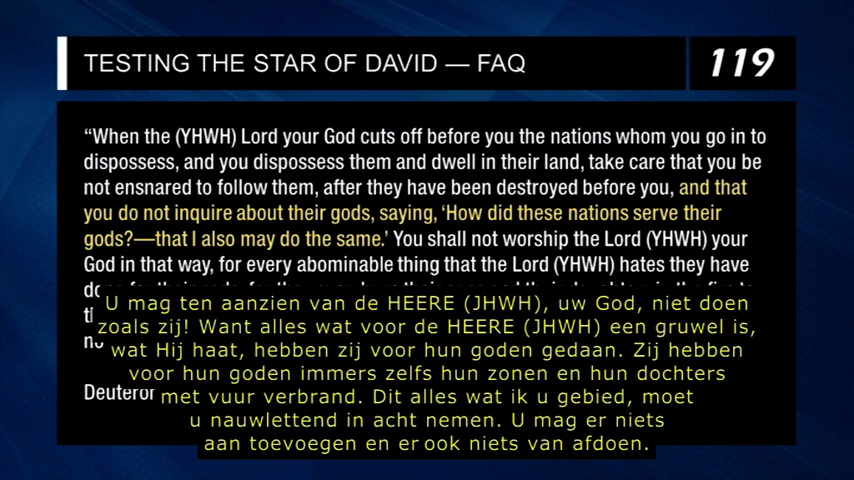 TESTING THE STAR OF DAVID — FAQ
119
“When the (YHWH) Lord your God cuts off before you the nations whom you go in to
dispossess, and you dispossess them and dwell in their land, take care that you be
not ensnared to follow them, after they have been destroyed before you, and that
you do not inquire about their gods, saying, ‘How did these nations serve their
gods?—that I also may do the same.’ You shall not worship the Lord (YHWH) your
God in that way, for every abominable thing that the Lord (YHWH) hates they have
U mag ten aanzien van de HEERE (JHWH), uw God, niet doen
zoals zij! Want alles wat voor de HEERE (JHWH) een gruwel is,
wat Hij haat, hebben zij voor hun goden gedaan. Zij hebben
voor hun goden immers zelfs hun zonen en hun dochters
met vuur verbrand. Dit alles wat ik u gebied, moet
u nauwlettend in acht nemen. U mag er niets
aan toevoegen en er ook niets van afdoen.